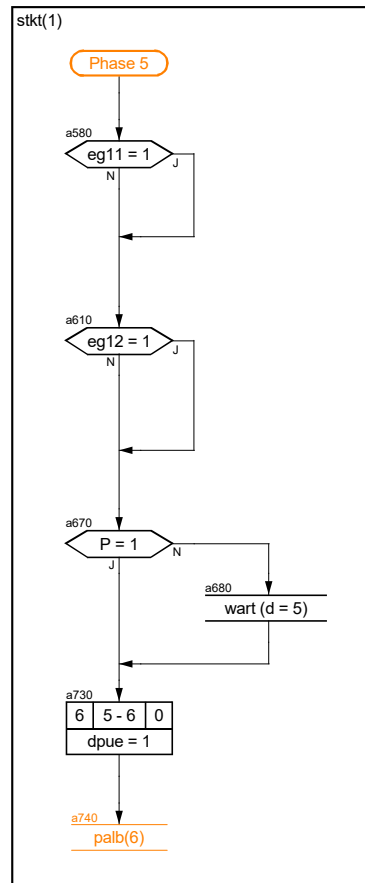 stkt(1)
Phase 5
a580
eg11 = 1
N
J
a610
eg12 = 1
N
J
a670
P = 1
J
N
a680
wart (d = 5)
a730
6 5 - 6 0
dpue = 1
a740
palb(6)